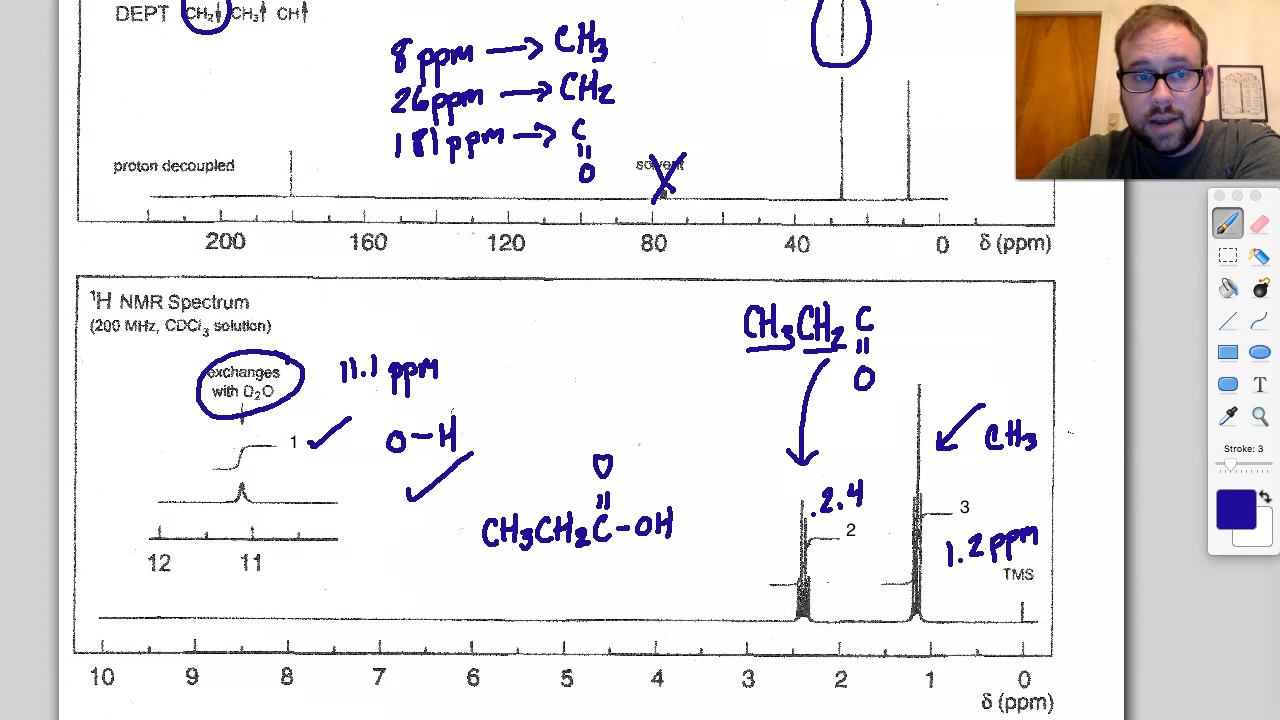 DEPT CH₂↓ CH₃↑ CH↑
8 ppm → CH₃
26 ppm → CH₂
181 ppm → C
=
O
proton decoupled
solvent
200 160 120 80 40 0 δ (ppm)
¹H NMR Spectrum
(200 MHz, CDCl₃ solution)
CH₃CH₂C
=
O
exchanges
with D₂O
11.1 ppm
1
O-H
CH₃
O
=
CH₃CH₂C-OH
.2.4
2
3
1.2 ppm
TMS
12 11
10 9 8 7 6 5 4 3 2 1 0
δ (ppm)
Stroke: 3
T